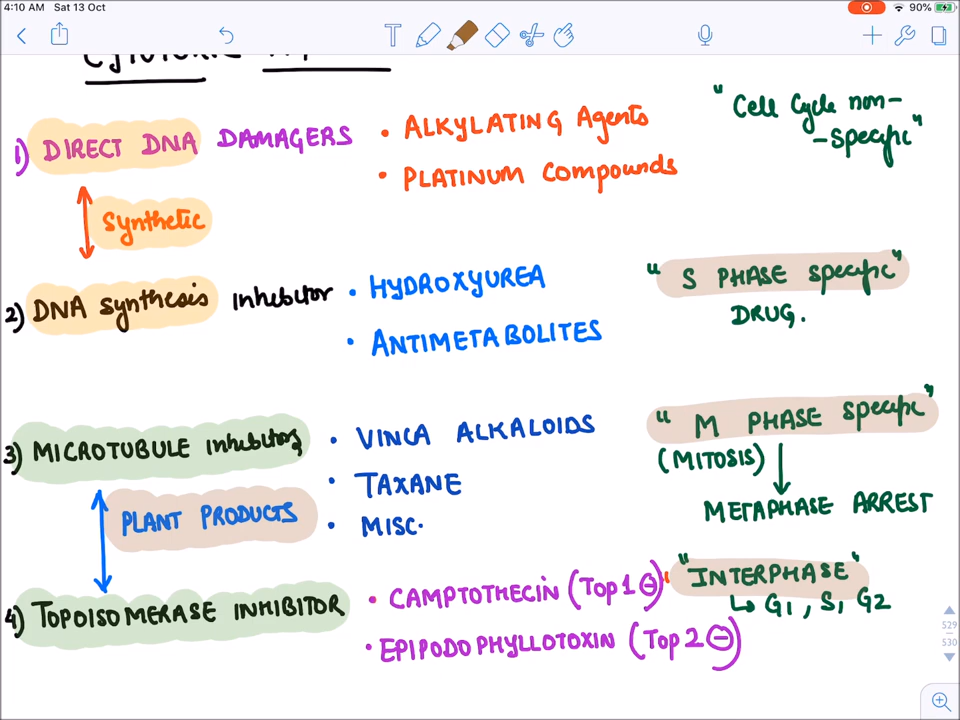 4:10 AM Sat 13 Oct 90%
1) DIRECT DNA DAMAGERS • ALKYLATING Agents "Cell Cycle non-
• PLATINUM Compounds -specific"
Synthetic
2) DNA synthesis Inhibitor • HYDROXYUREA "S PHASE specific"
• ANTIMETABOLITES DRUG.
3) MICROTUBULE inhibitors • VINCA ALKALOIDS "M PHASE specific"
• TAXANE (MITOSIS)
PLANT PRODUCTS • MISC. METAPHASE ARREST
4) TOPOISOMERASE INHIBITOR • CAMPTOTHECIN (Top 1 ⊖) "INTERPHASE"
• EPIPODOPHYLLOTOXIN (Top 2 ⊖) ↳ G1, S, G2
529
530